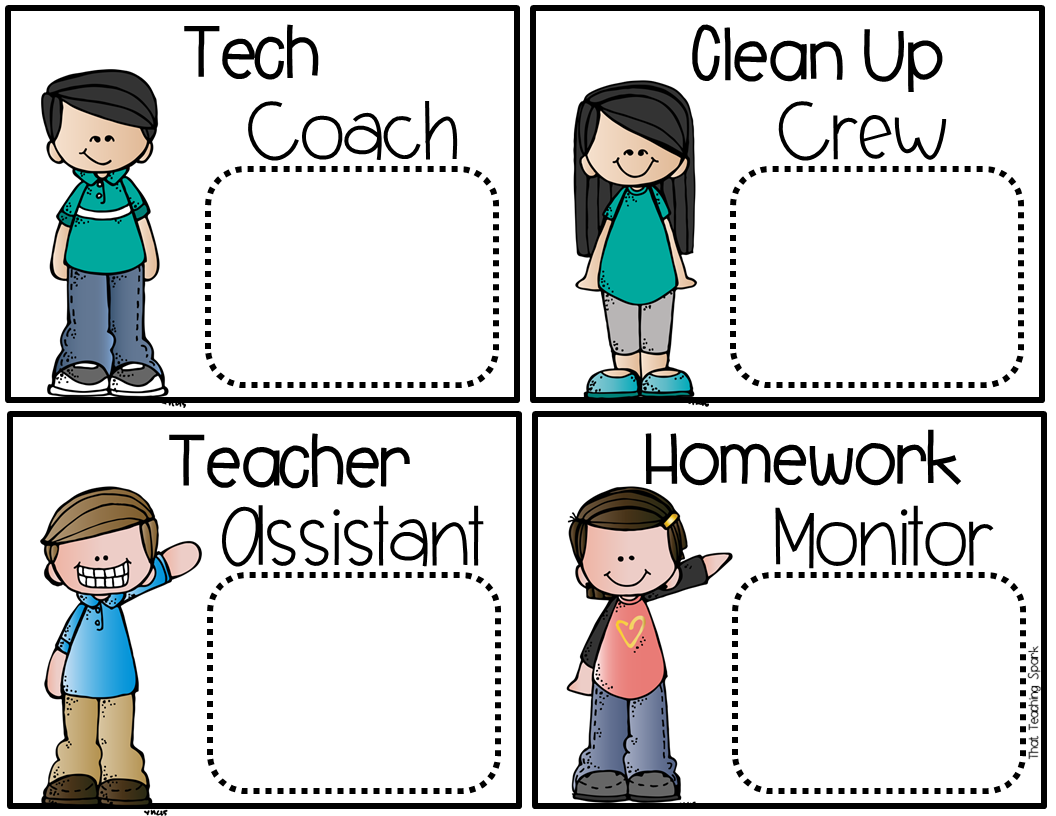 Tech
Coach
Clean Up
Crew
Teacher
Assistant
Homework
Monitor
That Teaching Spark